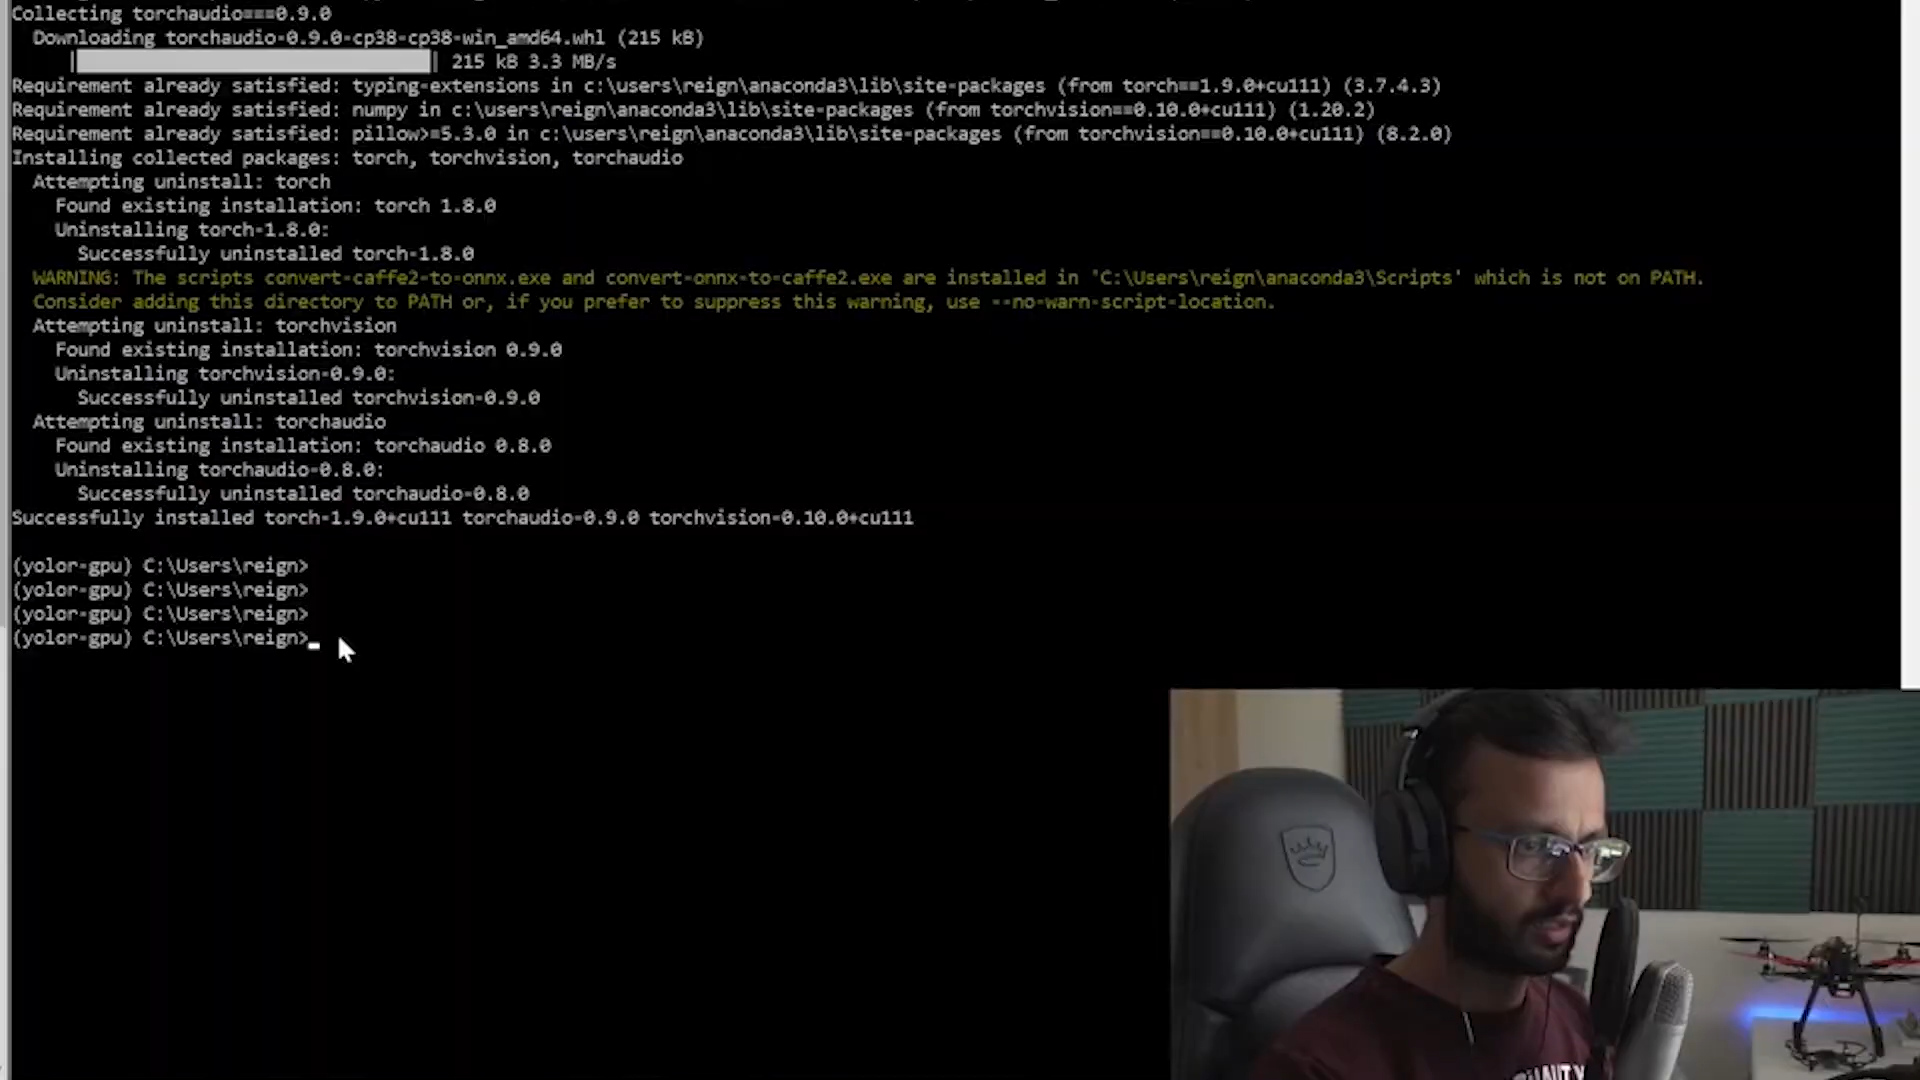 Collecting torchaudio===0.9.0
Downloading torchaudio-0.9.0-cp38-cp38-win_amd64.whl (215 kB)
| 215 kB 3.3 MB/s
Requirement already satisfied: typing-extensions in c:\users\reign\anaconda3\lib\site-packages (from torch==1.9.0+cu111) (3.7.4.3)
Requirement already satisfied: numpy in c:\users\reign\anaconda3\lib\site-packages (from torchvision==0.10.0+cu111) (1.20.2)
Requirement already satisfied: pillow>=5.3.0 in c:\users\reign\anaconda3\lib\site-packages (from torchvision==0.10.0+cu111) (8.2.0)
Installing collected packages: torch, torchvision, torchaudio
Attempting uninstall: torch
Found existing installation: torch 1.8.0
Uninstalling torch-1.8.0:
Successfully uninstalled torch-1.8.0
WARNING: The scripts convert-caffe2-to-onnx.exe and convert-onnx-to-caffe2.exe are installed in 'C:\Users\reign\anaconda3\Scripts' which is not on PATH.
Consider adding this directory to PATH or, if you prefer to suppress this warning, use --no-warn-script-location.
Attempting uninstall: torchvision
Found existing installation: torchvision 0.9.0
Uninstalling torchvision-0.9.0:
Successfully uninstalled torchvision-0.9.0
Attempting uninstall: torchaudio
Found existing installation: torchaudio 0.8.0
Uninstalling torchaudio-0.8.0:
Successfully uninstalled torchaudio-0.8.0
Successfully installed torch-1.9.0+cu111 torchaudio-0.9.0 torchvision-0.10.0+cu111
(yolor-gpu) C:\Users\reign>
(yolor-gpu) C:\Users\reign>
(yolor-gpu) C:\Users\reign>
(yolor-gpu) C:\Users\reign>_